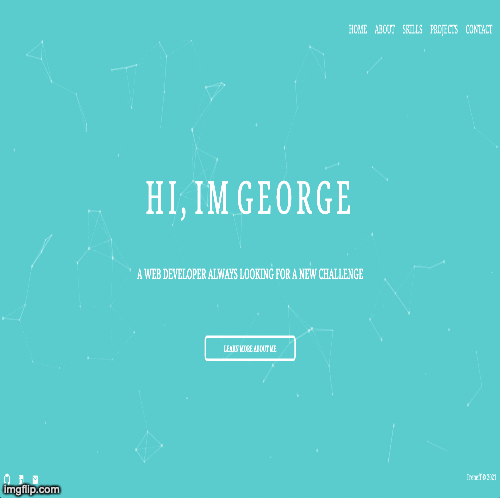 HOME ABOUT SKILLS PROJECTS CONTACT
HI, IM GEORGE
A WEB DEVELOPER ALWAYS LOOKING FOR A NEW CHALLENGE
LEARN MORE ABOUT ME
imgflip.com